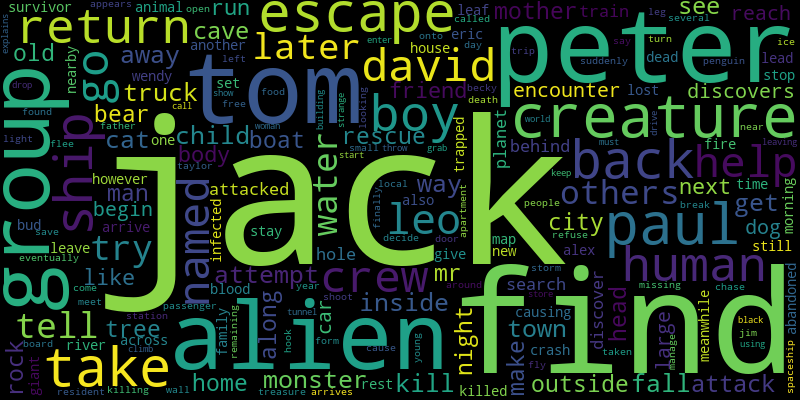 survivor
appears
animal
open
run
escape
mother
train
leaf
called
onto
several
see
explains
return
cave
later
eric
day
trip
turn
say
leg
reach
peter
old
away
another
left
house
enter
suddenly
penguin
ice
dead
lead
nearby
wendy
set
show
free
food
tom
david
friend
becky
death
lost
stop
go
truck
bear
call
boy
encounter
discovers
drop
found
father
building
strange
looking
creature
world
near
group
ship
light
flee
cat
one
child
rescue
boat
woman
start
trapped
planet
behind
fire
drive
must
leaving
body
taylor
small
throw
grab
keep
however
man
named
attacked
water
way
back
help
bud
save
begin
infected
jack
local
also
people
others
next
time
morning
leave
arrive
stay
finally
leo
apartment
refuse
break
get
eventually
try
hole
decide
door
map
give
new
city
paul
dog
still
come
meet
like
attempt
crew
mr
alex
human
storm
missing
chase
station
blood
year
shoot
around
search
store
tell
passenger
family
remaining
along
car
inside
night
causing
discover
head
large
meanwhile
abandoned
board
river
tree
across
hook
tunnel
form
cause
young
town
taken
manage
black
jim
using
spaceship
rock
giant
take
climb
alien
make
crash
fly
find
home
monster
rest
kill
outside
fall
attack
resident
killing
wall
treasure
arrives
killed